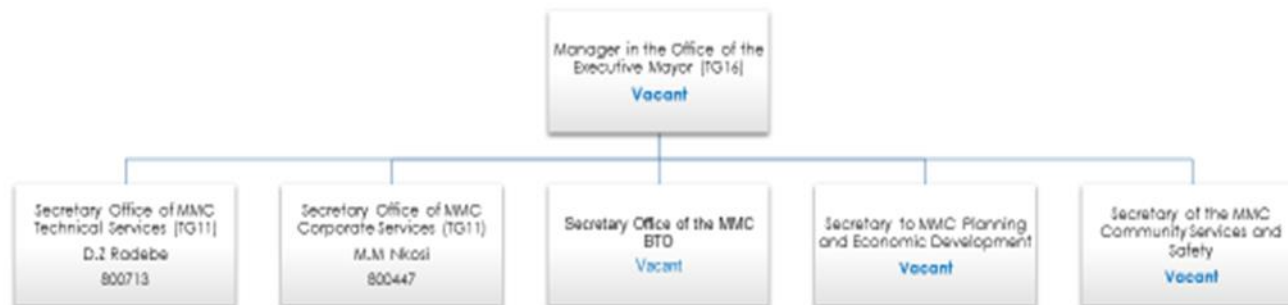 Manager in the Office of the
Executive Mayor (TG16)
Vacant
Secretary Office of MMC
Technical Services (TG11)
D.Z Radebe
800713
Secretary Office of MMC
Corporate Services (TG11)
M.M Nkosi
800447
Secretary Office of the MMC
BTO
Vacant
Secretary to MMC Planning
and Economic Development
Vacant
Secretary of the MMC
Community Services and
Safety
Vacant